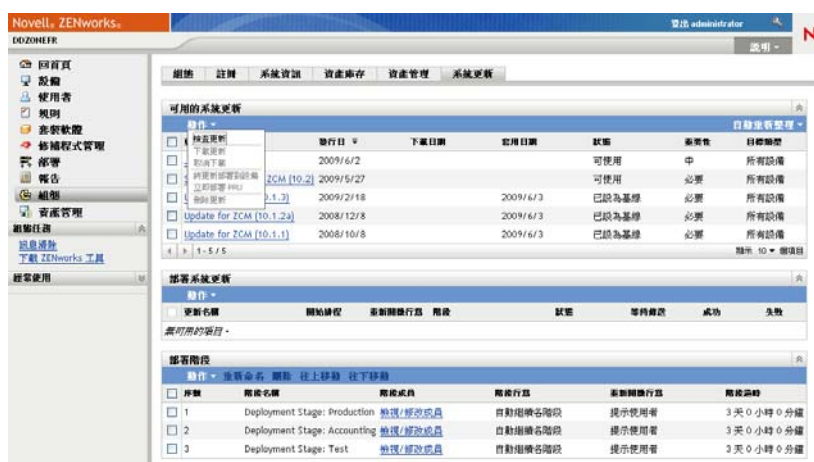 Novell® ZENworks®
登出 administrator
N
DDZONEFR
說明
回首頁
設備
使用者
規則
套裝軟體
修補程式管理
部署
報告
組態
資產管理
組態任務
訊息清除
下載 ZENworks 工具
經常使用
組態 註冊 系統資訊 資產庫存 資產管理 系統更新
可用的系統更新
動作 自動重新整理
檢查更新
下載更新
取消下載
將更新部署到設備
立即部署 PRU
刪除更新
發行日 下載日期 套用日期 狀態 重要性 目標類型
2009/6/2 可使用 中 所有設備
ZCM (10.2) 2009/5/27 可使用 必要 所有設備
0.1.3) 2009/2/18 2009/6/3 已設為基線 必要 所有設備
Update for ZCM (10.1.2a) 2008/12/8 2009/6/3 已設為基線 必要 所有設備
Update for ZCM (10.1.1) 2008/10/8 2009/6/3 已設為基線 必要 所有設備
1 - 5 / 5 顯示 10 個項目
部署系統更新
動作
更新名稱 開始排程 重新開機行為 階段 狀態 等待修改 成功 失敗
無可用的項目。
部署階段
動作 重新命名 刪除 往上移動 往下移動
序數 階段名稱 階段成員 階段行為 重新開機行為 階段逾時
1 Deployment Stage: Production 檢視/修改成員 自動繼續各階段 提示使用者 3 天 0 小時 0 分鐘
2 Deployment Stage: Accounting 檢視/修改成員 自動繼續各階段 提示使用者 3 天 0 小時 0 分鐘
3 Deployment Stage: Test 檢視/修改成員 自動繼續各階段 提示使用者 3 天 0 小時 0 分鐘